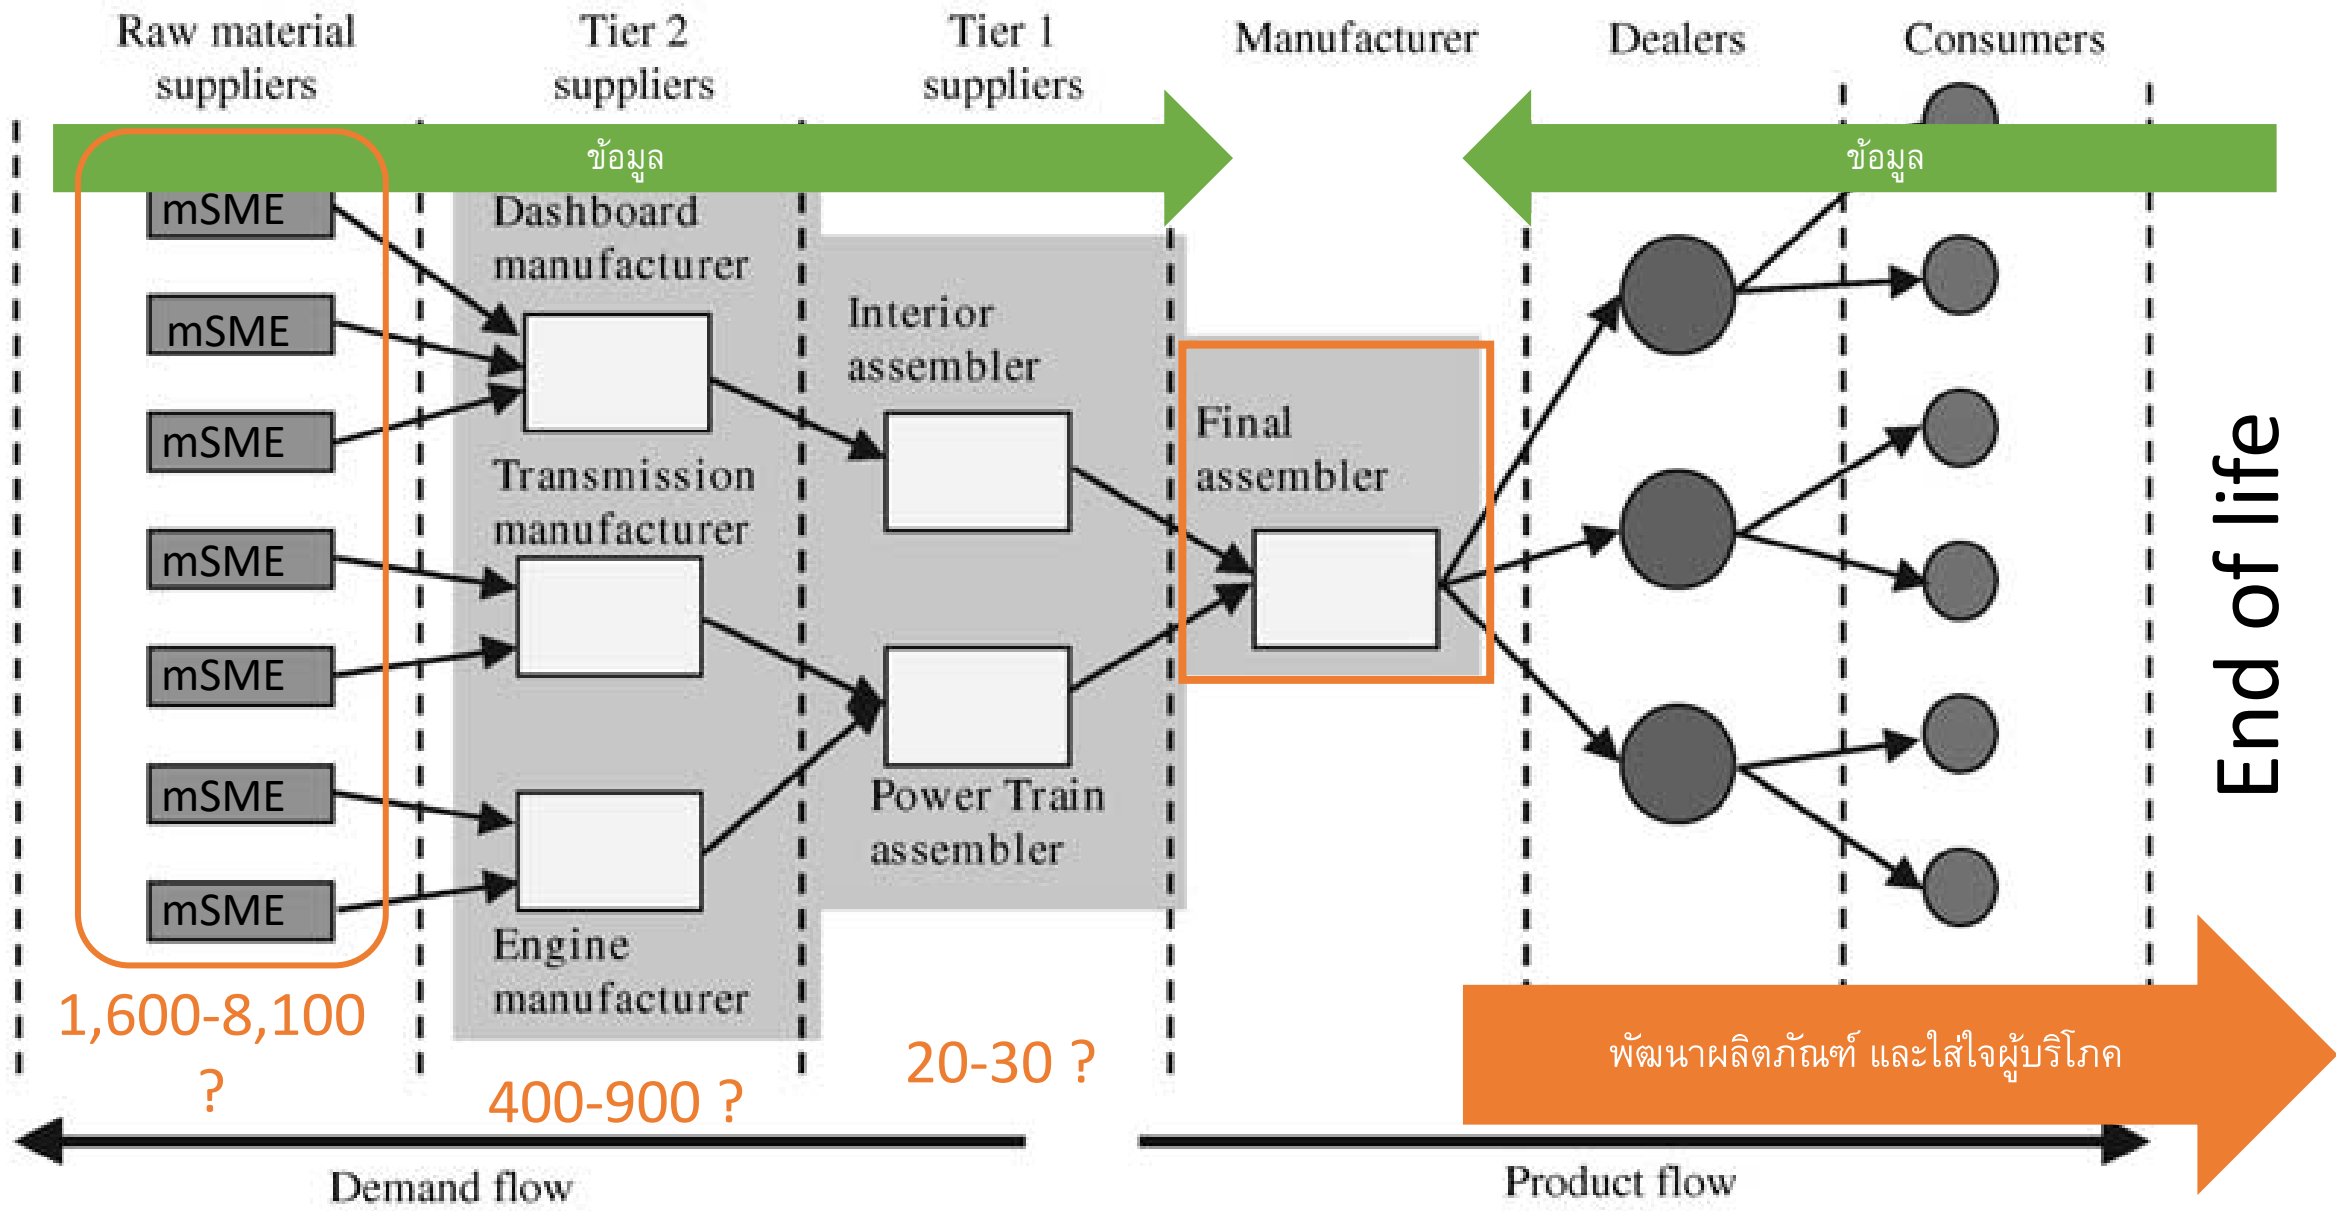 Raw material
suppliers
Tier 2
suppliers
Tier 1
suppliers
Manufacturer
Dealers
Consumers
ข้อมูล
ข้อมูล
mSME
mSME
mSME
mSME
mSME
mSME
mSME
Dashboard
manufacturer
Transmission
manufacturer
Engine
manufacturer
Interior
assembler
Power Train
assembler
Final
assembler
End of life
1,600-8,100
?
400-900 ?
20-30 ?
พัฒนาผลิตภัณฑ์ และใส่ใจผู้บริโภค
Demand flow
Product flow